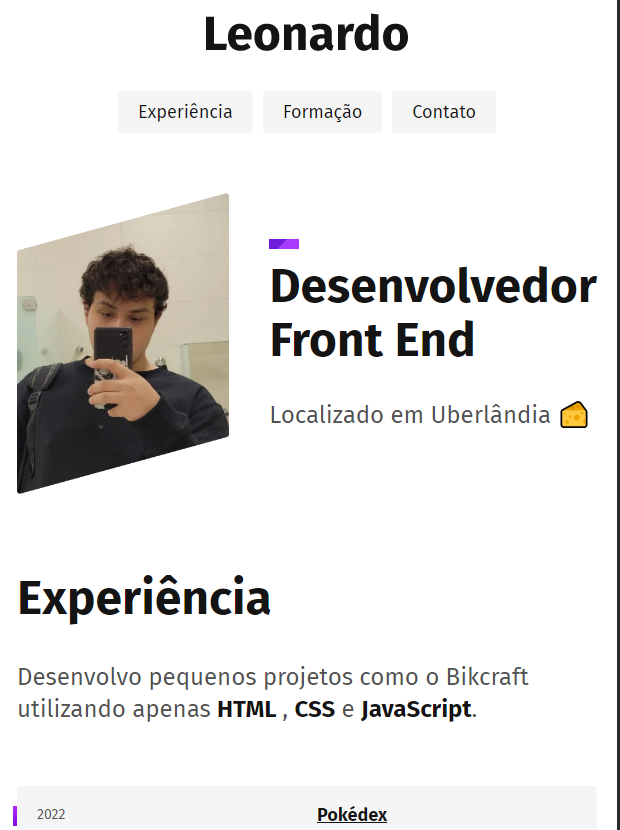 Leonardo
Experiência Formação Contato
Desenvolvedor
Front End
Localizado em Uberlândia 🧀
Experiência
Desenvolvo pequenos projetos como o Bikcraft
utilizando apenas HTML , CSS e JavaScript.
2022 Pokédex